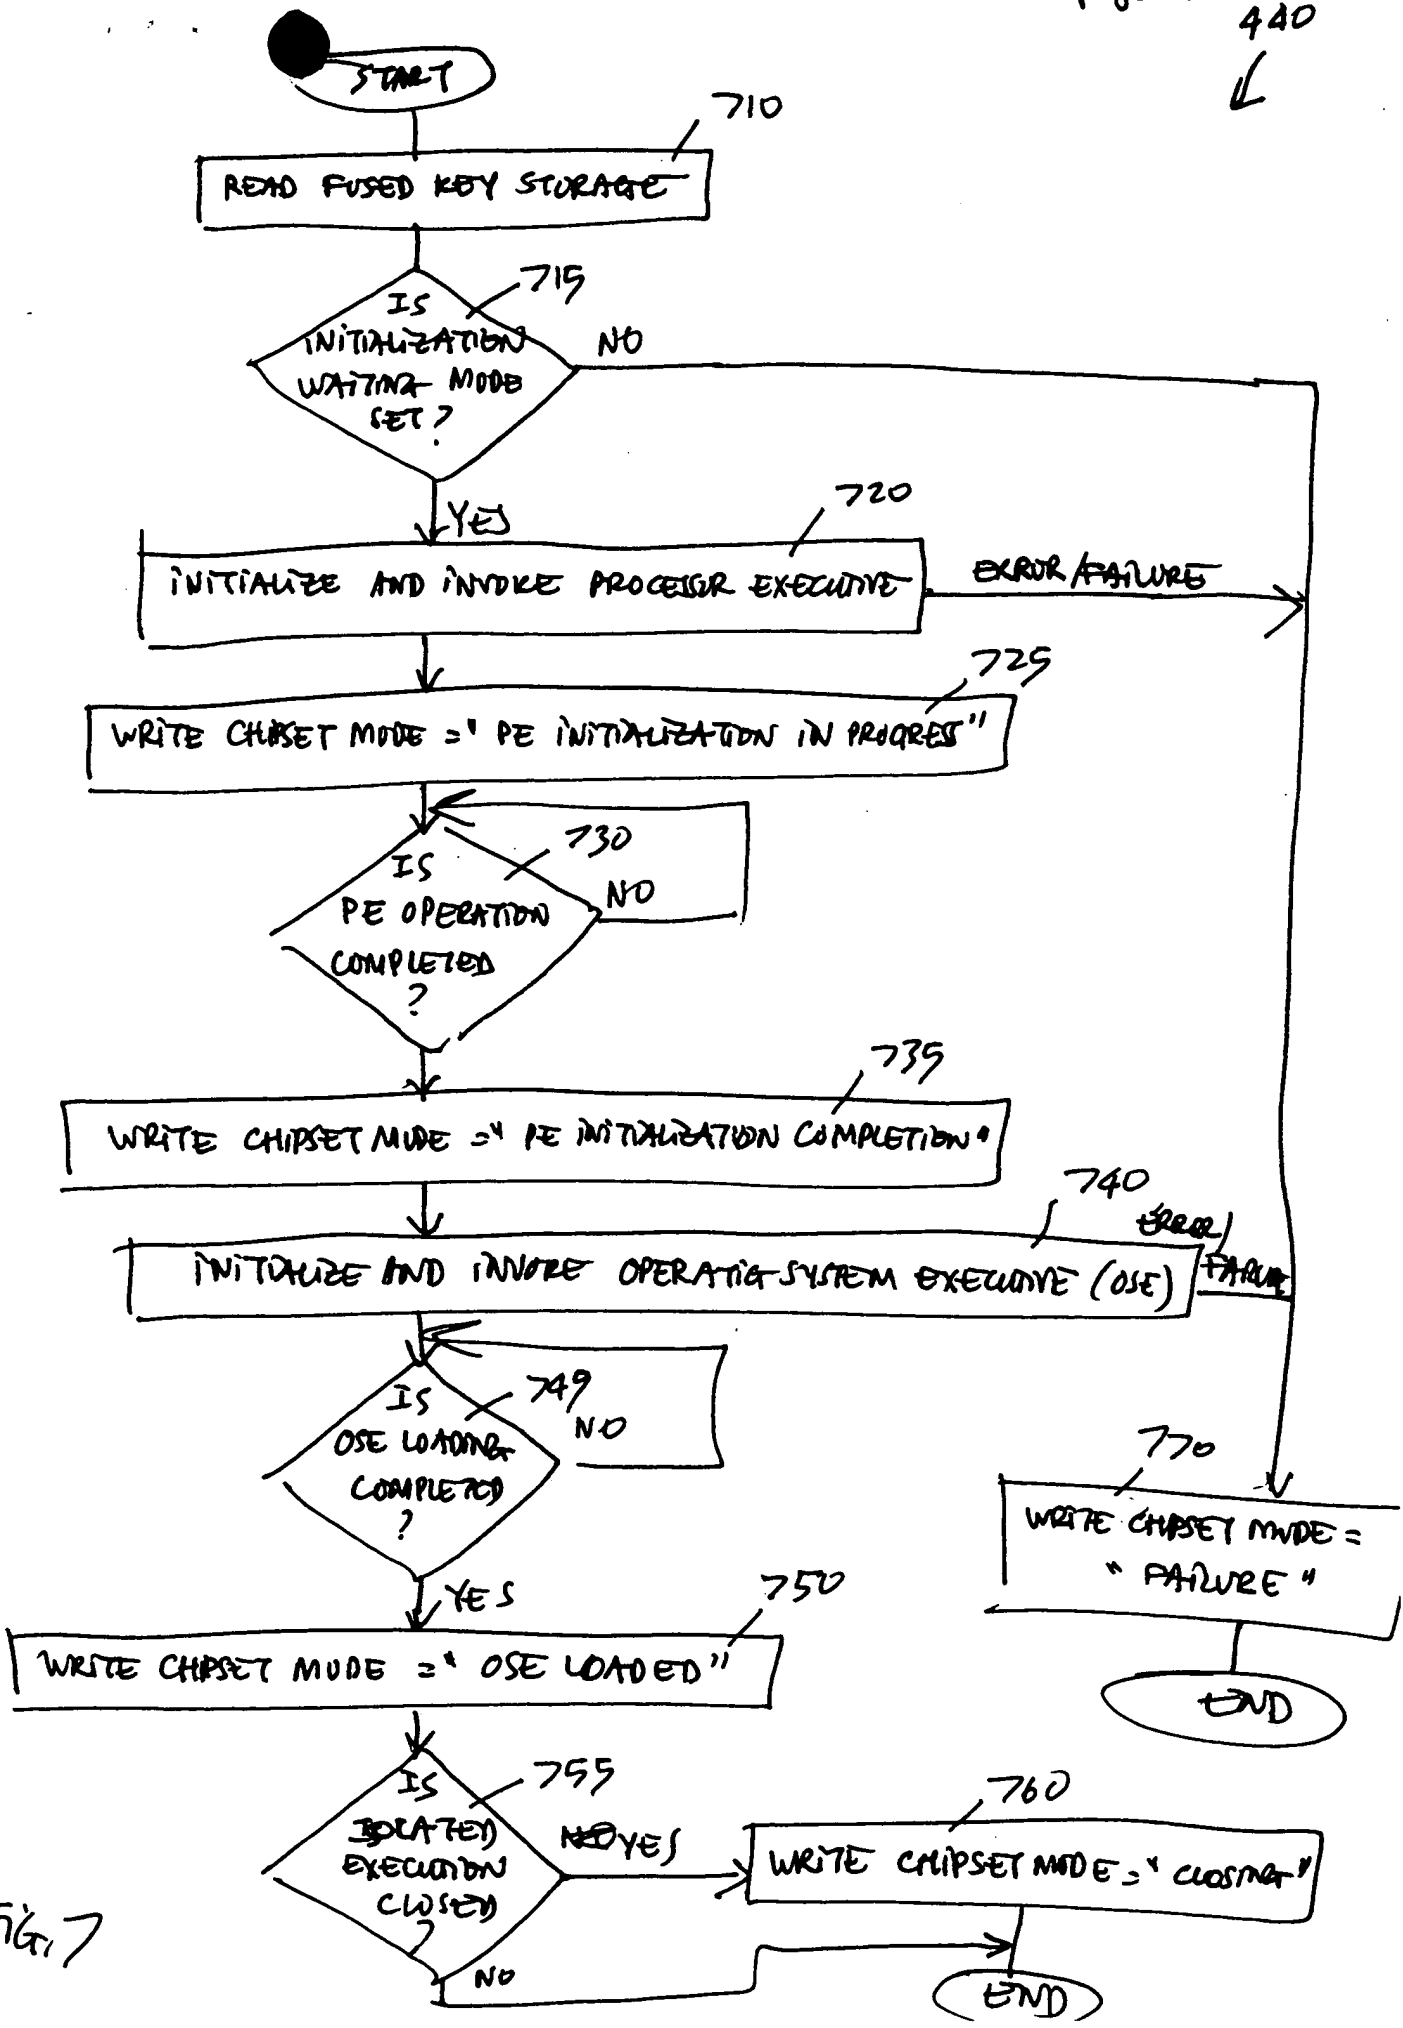 440
START
710
READ FUSED KEY STORAGE
715
IS
INITIALIZATION
WAITING MODE
SET?
NO
YES
720
INITIALIZE AND INVOKE PROCESSOR EXECUTIVE
ERROR/FAILURE
725
WRITE CHIPSET MODE = "PE INITIALIZATION IN PROGRESS"
730
IS
PE OPERATION
COMPLETED
?
NO
735
WRITE CHIPSET MODE = "PE INITIALIZATION COMPLETION"
740
ERROR/
FAILURE
INITIALIZE AND INVOKE OPERATIG SYSTEM EXECUTIVE (OSE)
745
IS
OSE LOADING
COMPLETED
?
NO
YES
770
WRITE CHIPSET MODE =
"FAILURE"
END
750
WRITE CHIPSET MODE = "OSE LOADED"
755
IS
ISOLATED
EXECUTION
CLOSED
?
YES
NO
760
WRITE CHIPSET MODE = "CLOSING"
END
FIG. 7